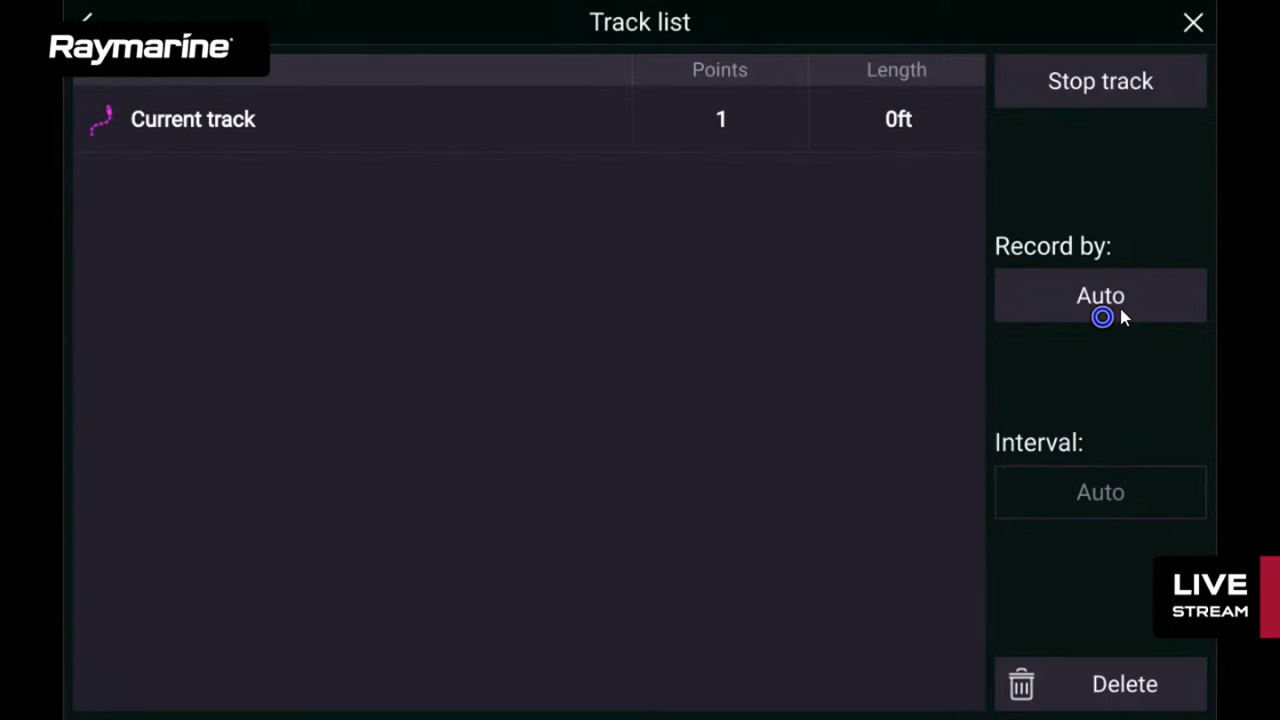 Track list
Raymarine
Points
Length
Stop track
Current track
1
0ft
Record by:
Auto
Interval:
Auto
LIVE
STREAM
Delete